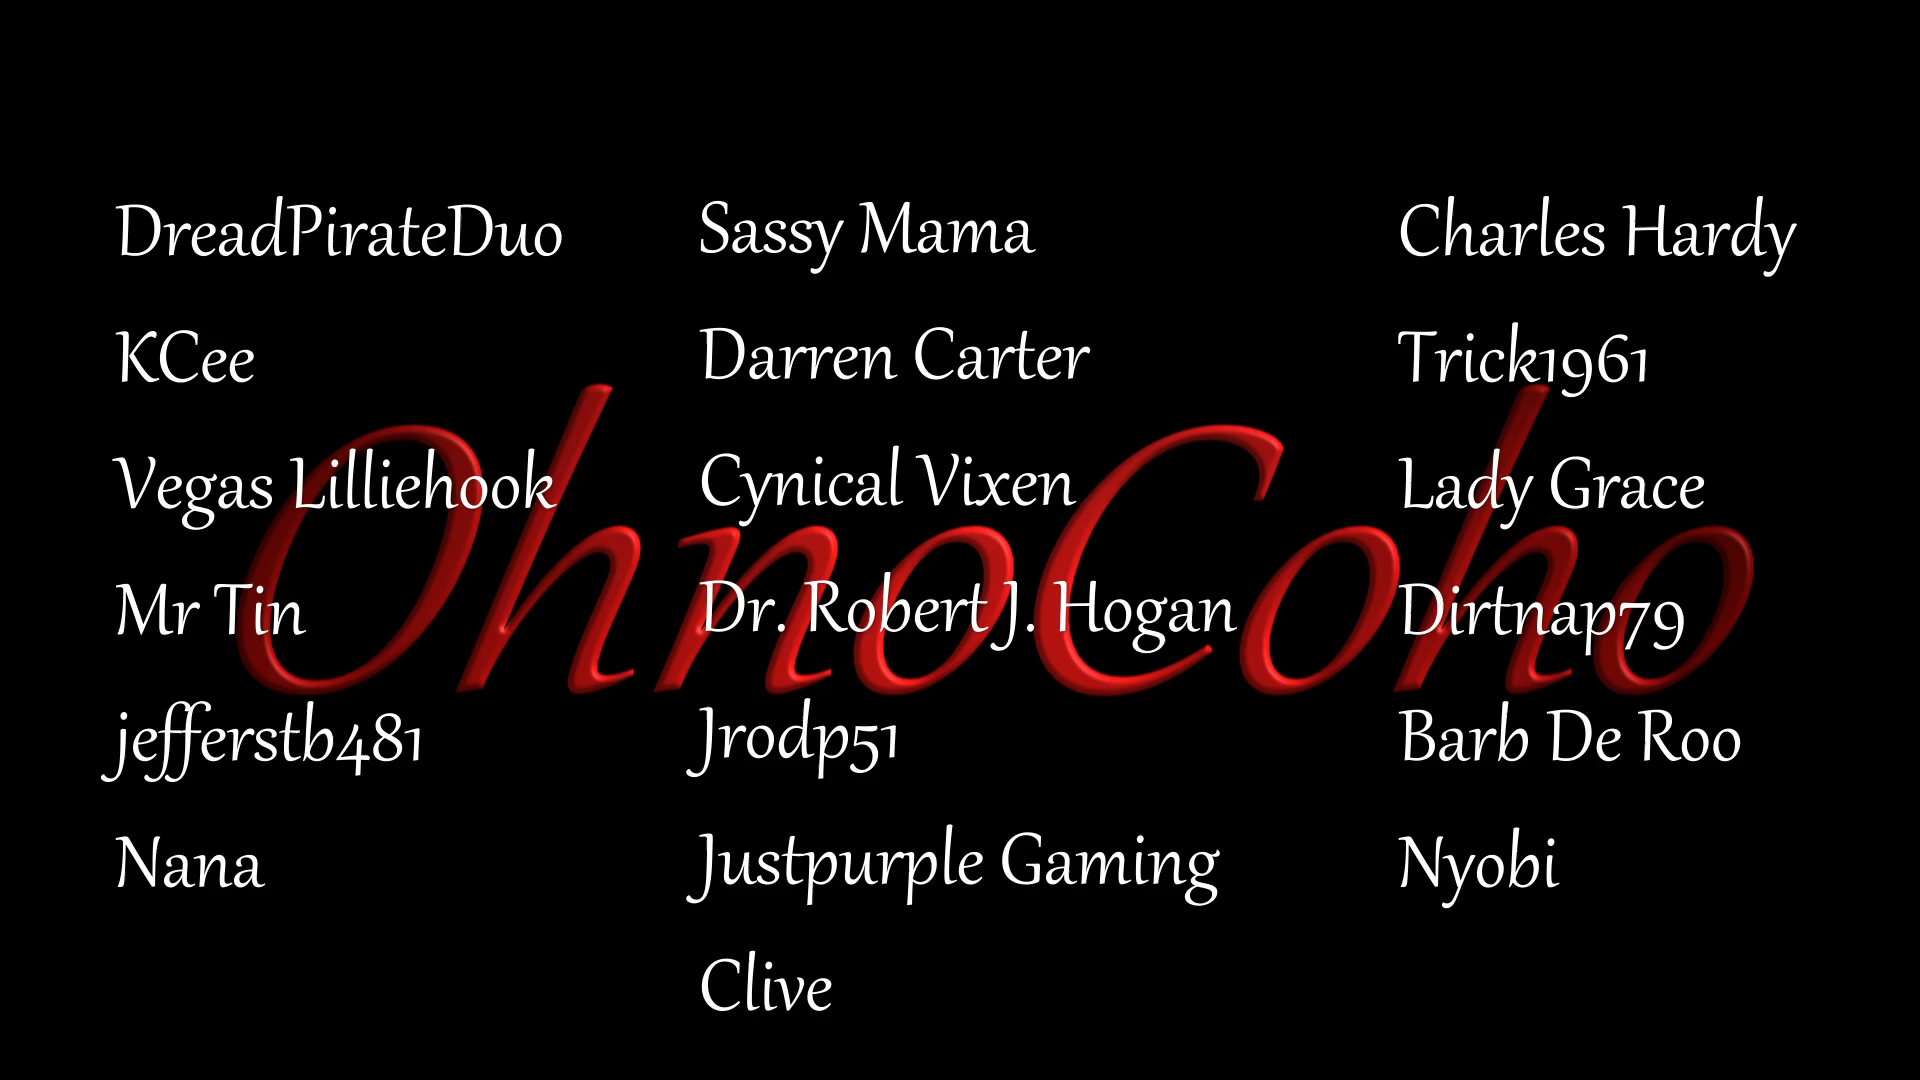 DreadPirateDuo
KCee
Vegas Lilliehook
Mr Tin
jefferstb481
Nana
Sassy Mama
Darren Carter
Cynical Vixen
Dr. Robert J. Hogan
Jrodp51
Justpurple Gaming
Clive
Charles Hardy
Trick1961
Lady Grace
Dirtnap79
Barb De Roo
Nyobi
OhnoCoho